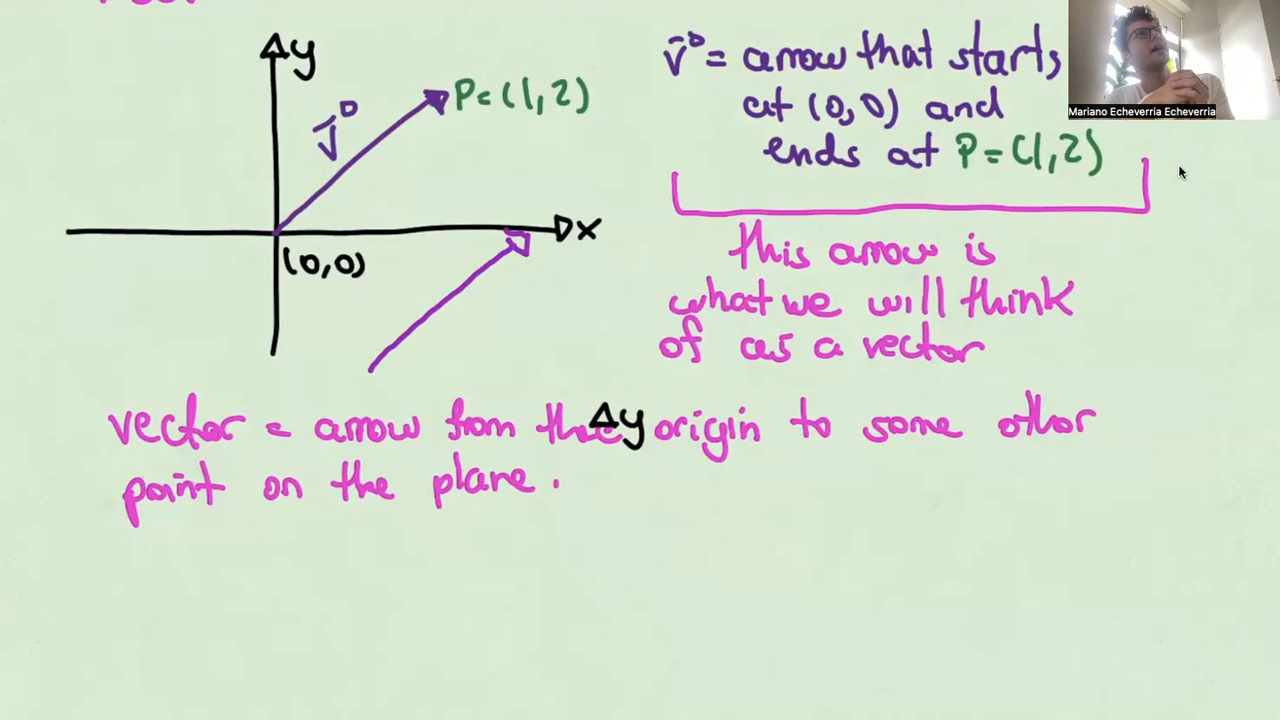 y
P=(1,2)
v
x
(0,0)
v = arrow that starts
at (0,0) and
ends at P=(1,2)
this arrow is
what we will think
of as a vector
vector = arrow from the origin to some other
y
point on the plane.
Mariano Echeverria Echeverria